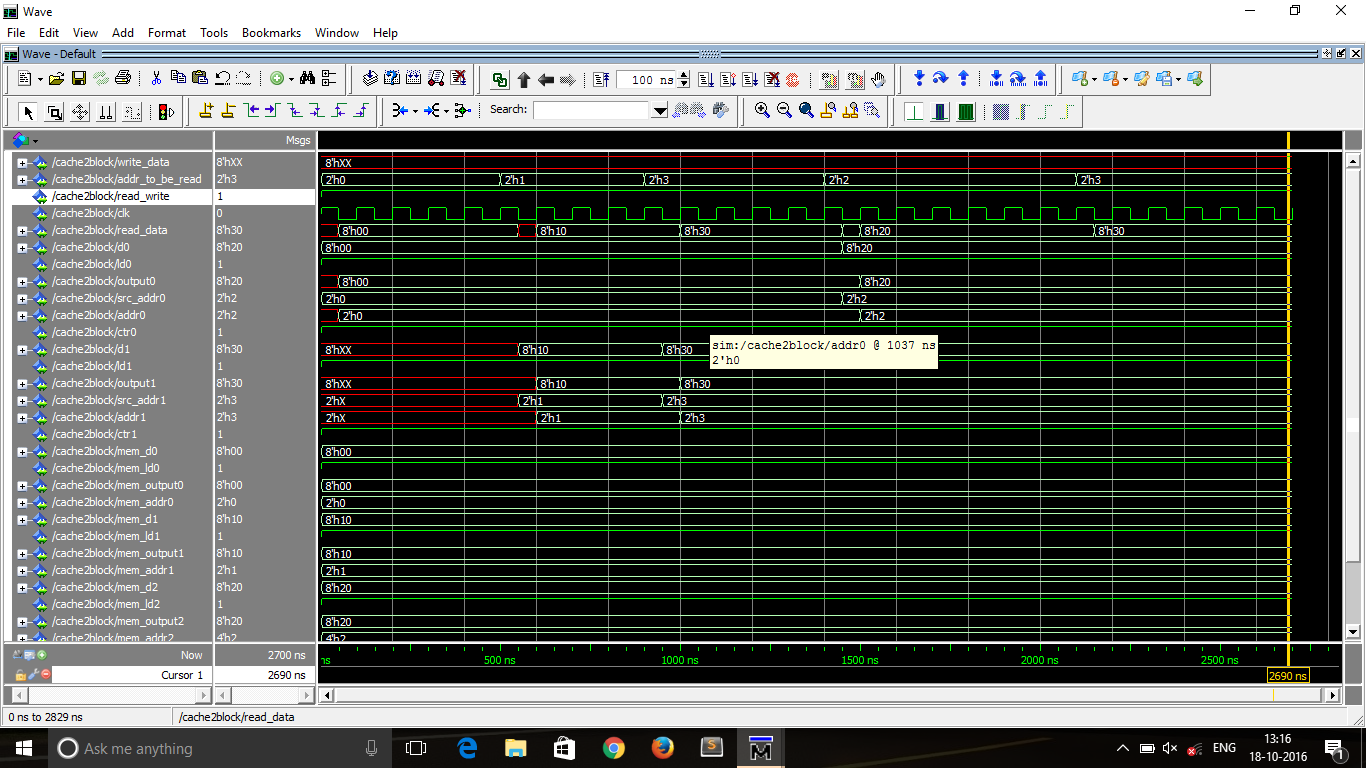 Wave
File Edit View Add Format Tools Bookmarks Window Help
Wave - Default
100 ns
Search:
Msgs
/cache2block/write_data 8'hXX 8'hXX
/cache2block/addr_to_be_read 2'h3 2'h0 2'h1 2'h3 2'h2 2'h3
/cache2block/read_write 1
/cache2block/clk 0
/cache2block/read_data 8'h30 8'h00 8'h10 8'h30 8'h20 8'h30
/cache2block/d0 8'h20 8'h00 8'h20
/cache2block/ld0 1
/cache2block/output0 8'h20 8'h00 8'h20
/cache2block/src_addr0 2'h2 2'h0 2'h2
/cache2block/addr0 2'h2 2'h0 2'h2
/cache2block/ctr0 1
sim:/cache2block/addr0 @ 1037 ns
2'h0
/cache2block/d1 8'h30 8'hXX 8'h10 8'h30
/cache2block/ld1 1
/cache2block/output1 8'h30 8'hXX 8'h10 8'h30
/cache2block/src_addr1 2'h3 2'hX 2'h1 2'h3
/cache2block/addr1 2'h3 2'hX 2'h1 2'h3
/cache2block/ctr1 1
/cache2block/mem_d0 8'h00 8'h00
/cache2block/mem_ld0 1
/cache2block/mem_output0 8'h00 8'h00
/cache2block/mem_addr0 2'h0 2'h0
/cache2block/mem_d1 8'h10 8'h10
/cache2block/mem_ld1 1
/cache2block/mem_output1 8'h10 8'h10
/cache2block/mem_addr1 2'h1 2'h1
/cache2block/mem_d2 8'h20 8'h20
/cache2block/mem_ld2 1
/cache2block/mem_output2 8'h20 8'h20
/cache2block/mem_addr2 4'h2 4'h2
Now 2700 ns ns 500 ns 1000 ns 1500 ns 2000 ns 2500 ns
Cursor 1 2690 ns 2690 ns
0 ns to 2829 ns /cache2block/read_data
Ask me anything
ENG
13:16
18-10-2016
1